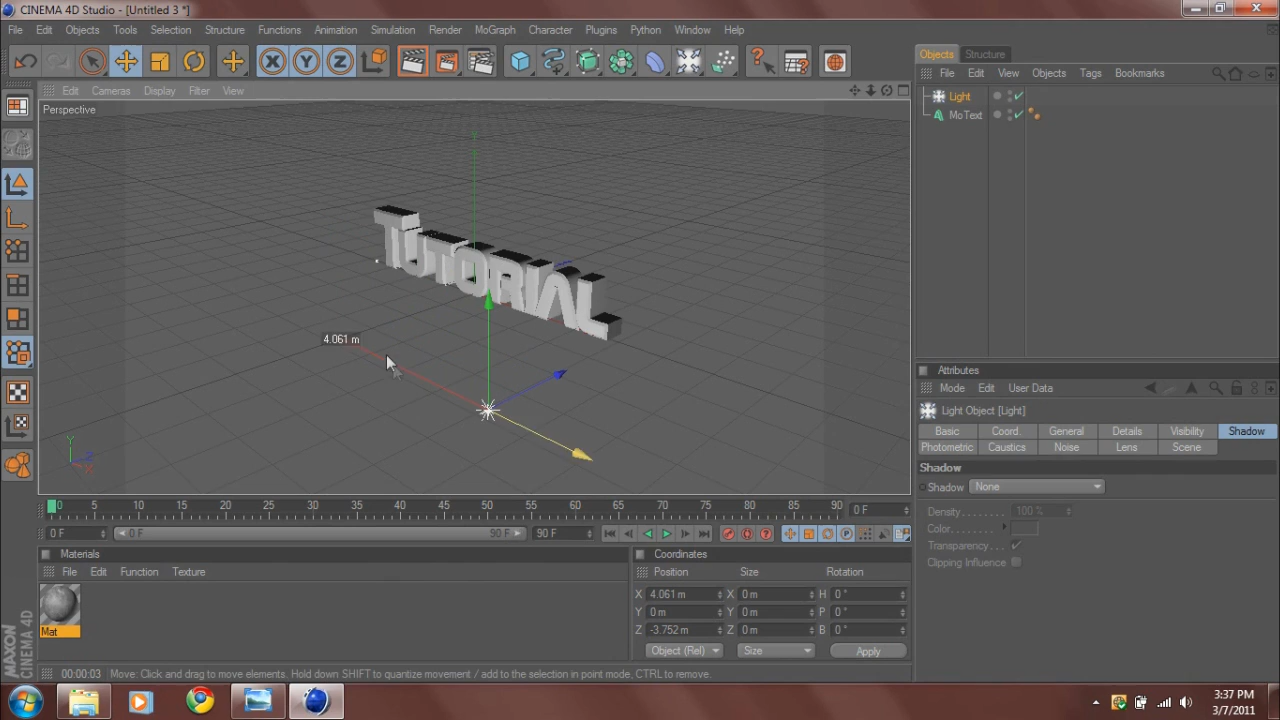 CINEMA 4D Studio - [Untitled 3 *]
File Edit Objects Tools Selection Structure Functions Animation Simulation Render MoGraph Character Plugins Python Window Help
Edit Cameras Display Filter View
Perspective
Y
TUTORIAL
4.061 m
Y
Z
X
0 5 10 15 20 25 30 35 40 45 50 55 60 65 70 75 80 85 90 0 F
0 F 0 F 90 F 90 F
Materials
File Edit Function Texture
Mat
MAXON
CINEMA 4D
Coordinates
Position Size Rotation
X 4.061 m X 0 m H 0 °
Y 0 m Y 0 m P 0 °
Z -3.752 m Z 0 m B 0 °
Object (Rel) Size Apply
00:00:03 Move: Click and drag to move elements. Hold down SHIFT to quantize movement / add to the selection in point mode, CTRL to remove.
Objects Structure
File Edit View Objects Tags Bookmarks
Light
MoText
Attributes
Mode Edit User Data
Light Object [Light]
Basic Coord. General Details Visibility Shadow
Photometric Caustics Noise Lens Scene
Shadow
Shadow None
Density 100 %
Color
Transparency
Clipping Influence
3:37 PM
3/7/2011